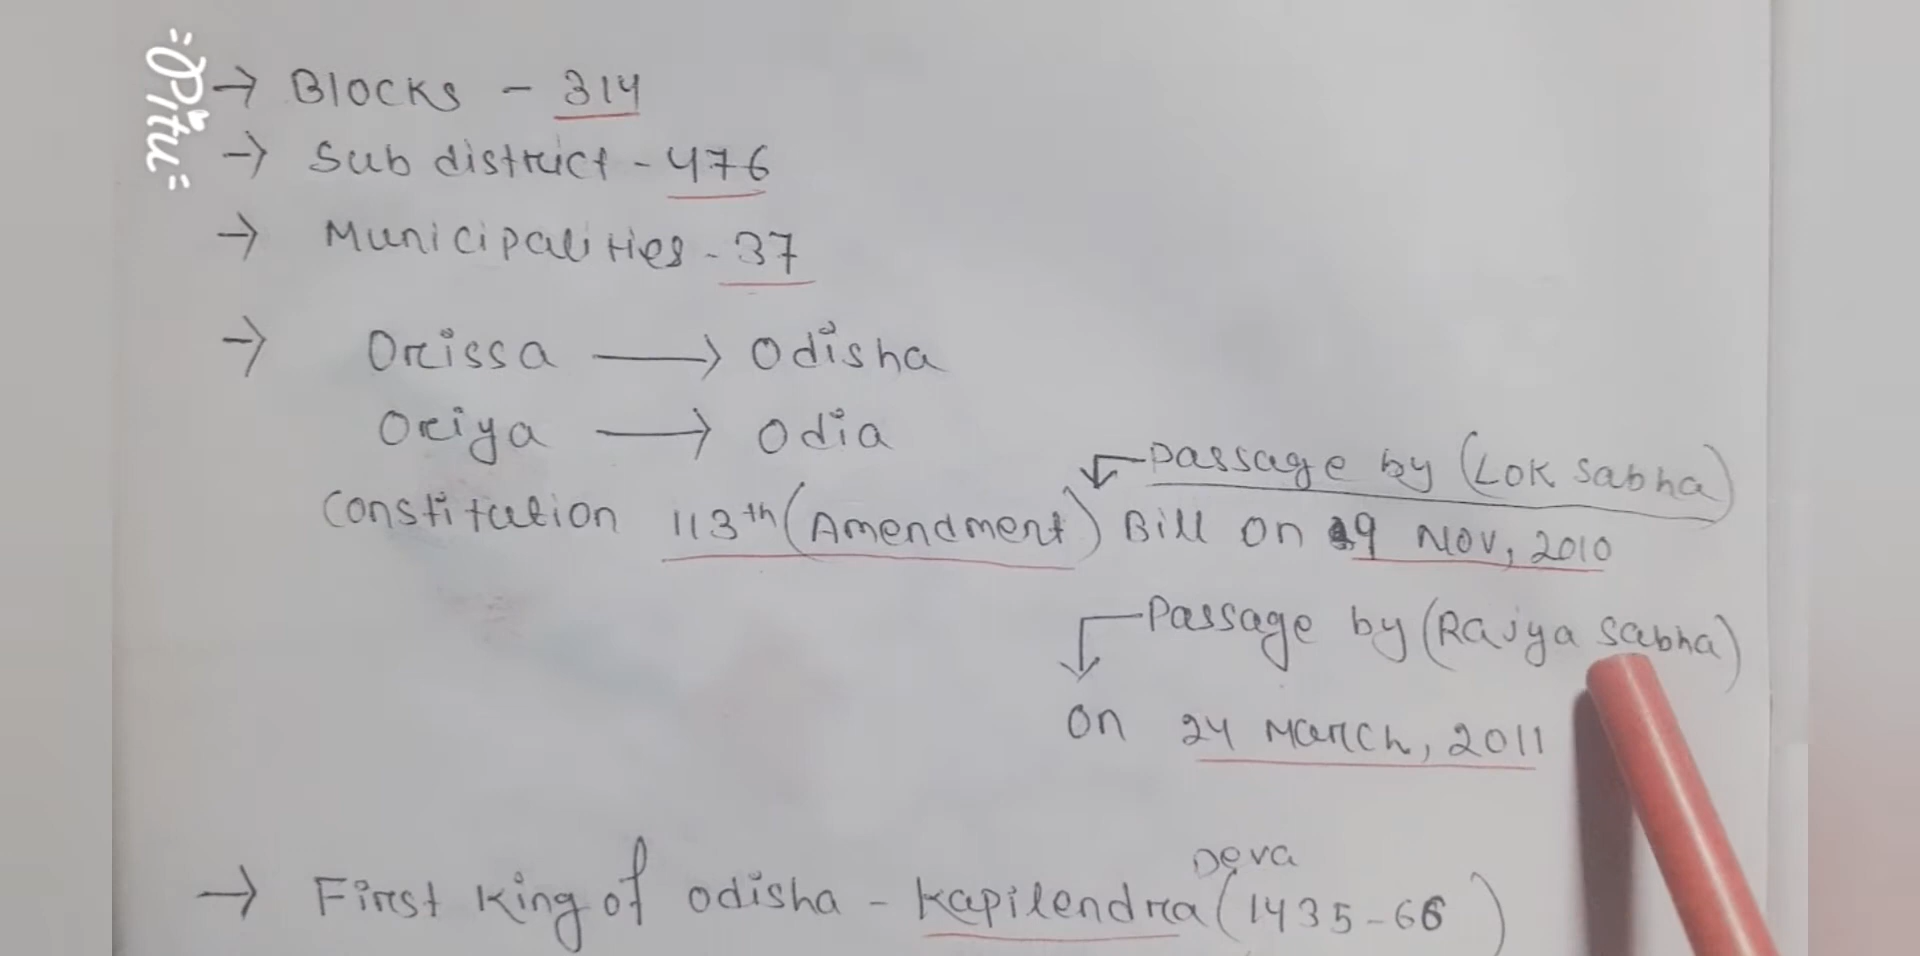 =Pitu=
→ Blocks - 314
→ Sub district - 476
→ Municipalities - 37
→ Orissa → Odisha
Oriya → Odia
Passage by (Lok Sabha)
Constitution 113th (Amendment) Bill on 9 Nov, 2010
Passage by (Rajya Sabha)
on 24 March, 2011
Deva
→ First king of odisha - Kapilendra (1435-66)